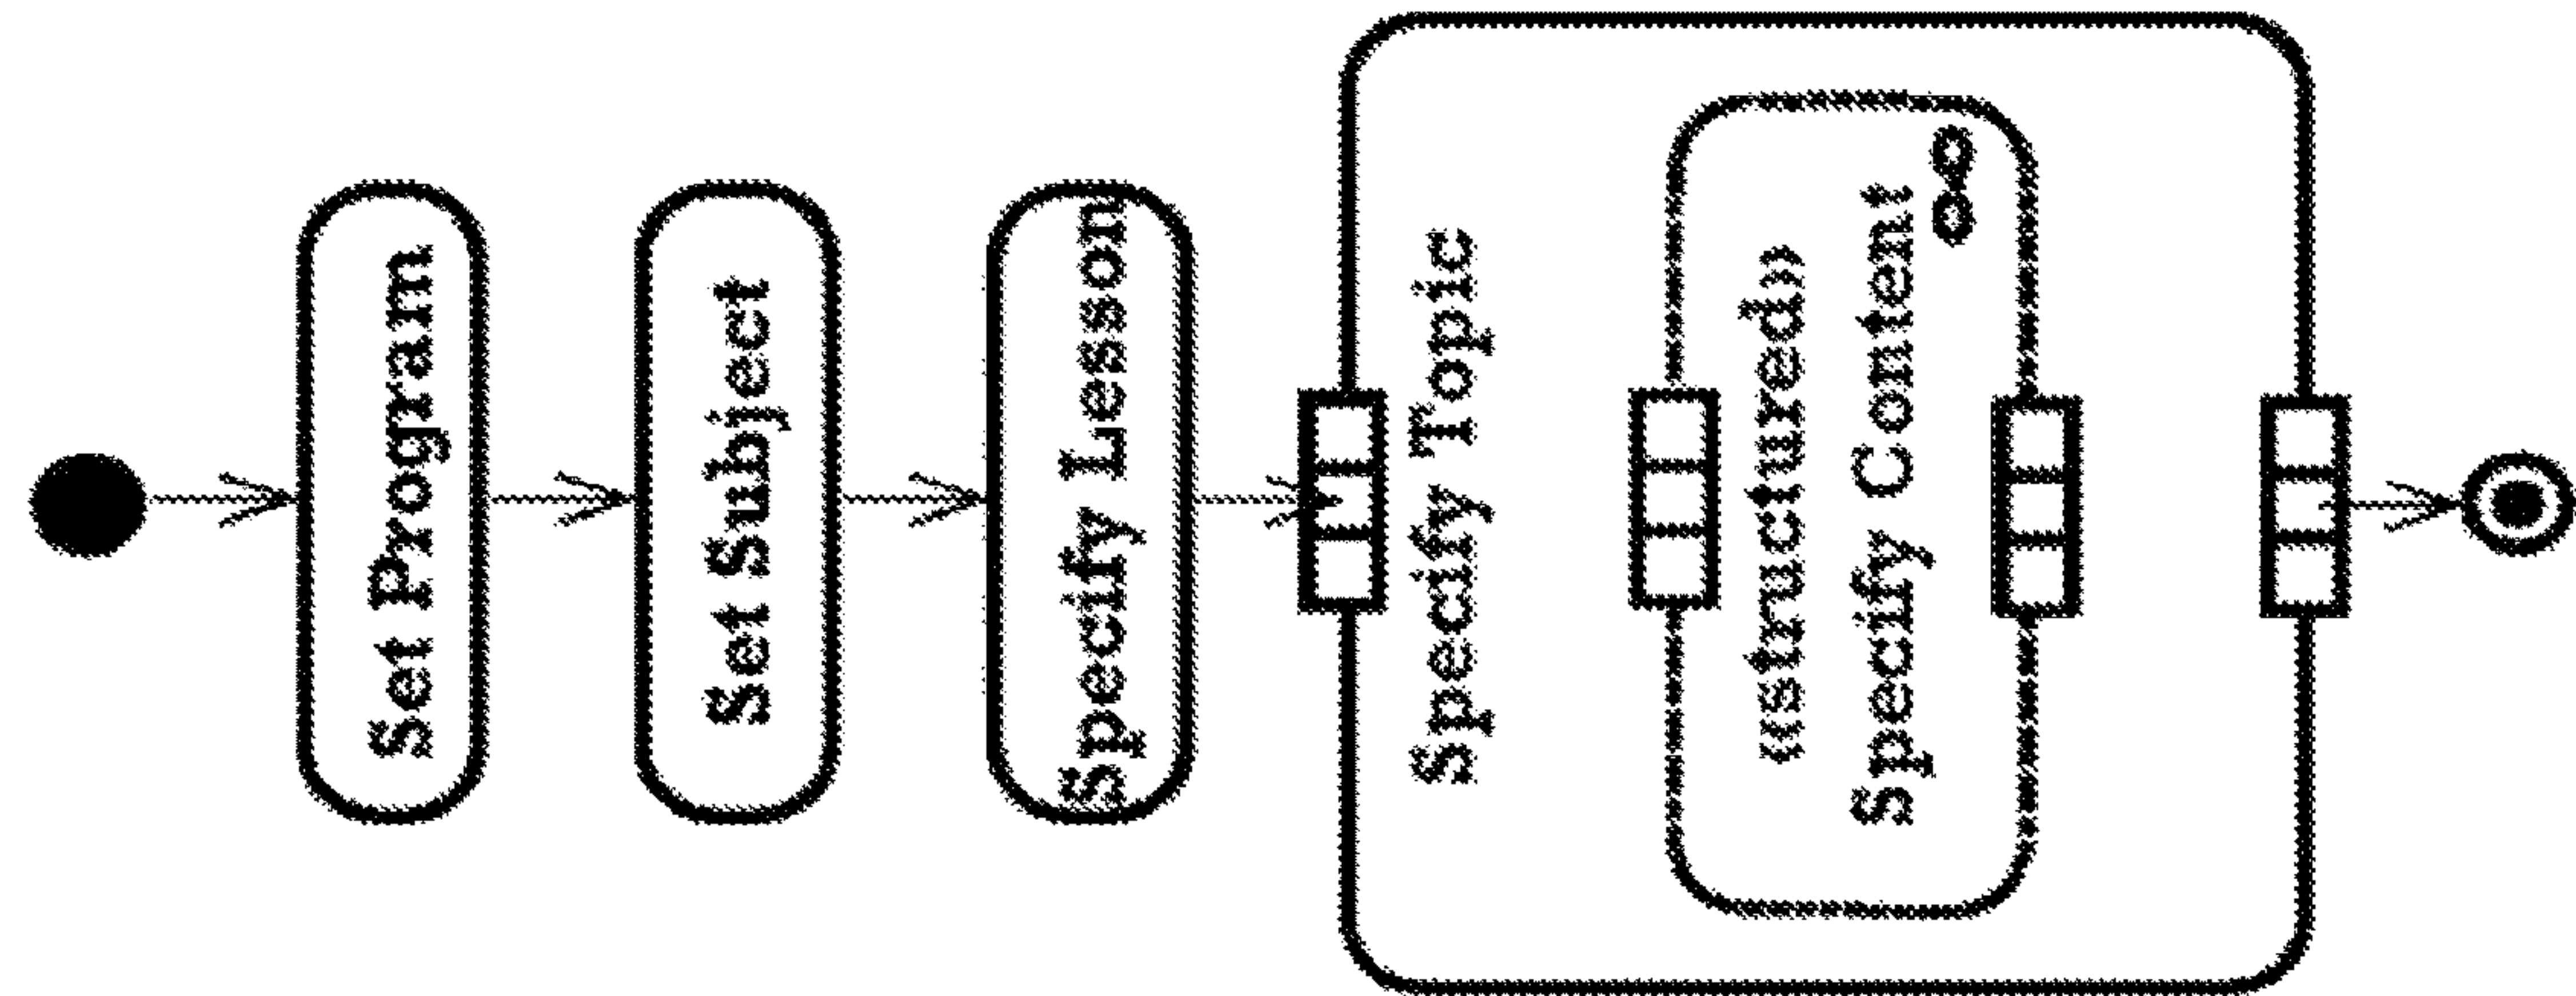 Set Program
Set Subject
Specify Lesson
Specify Topic
«structured»
Specify Content